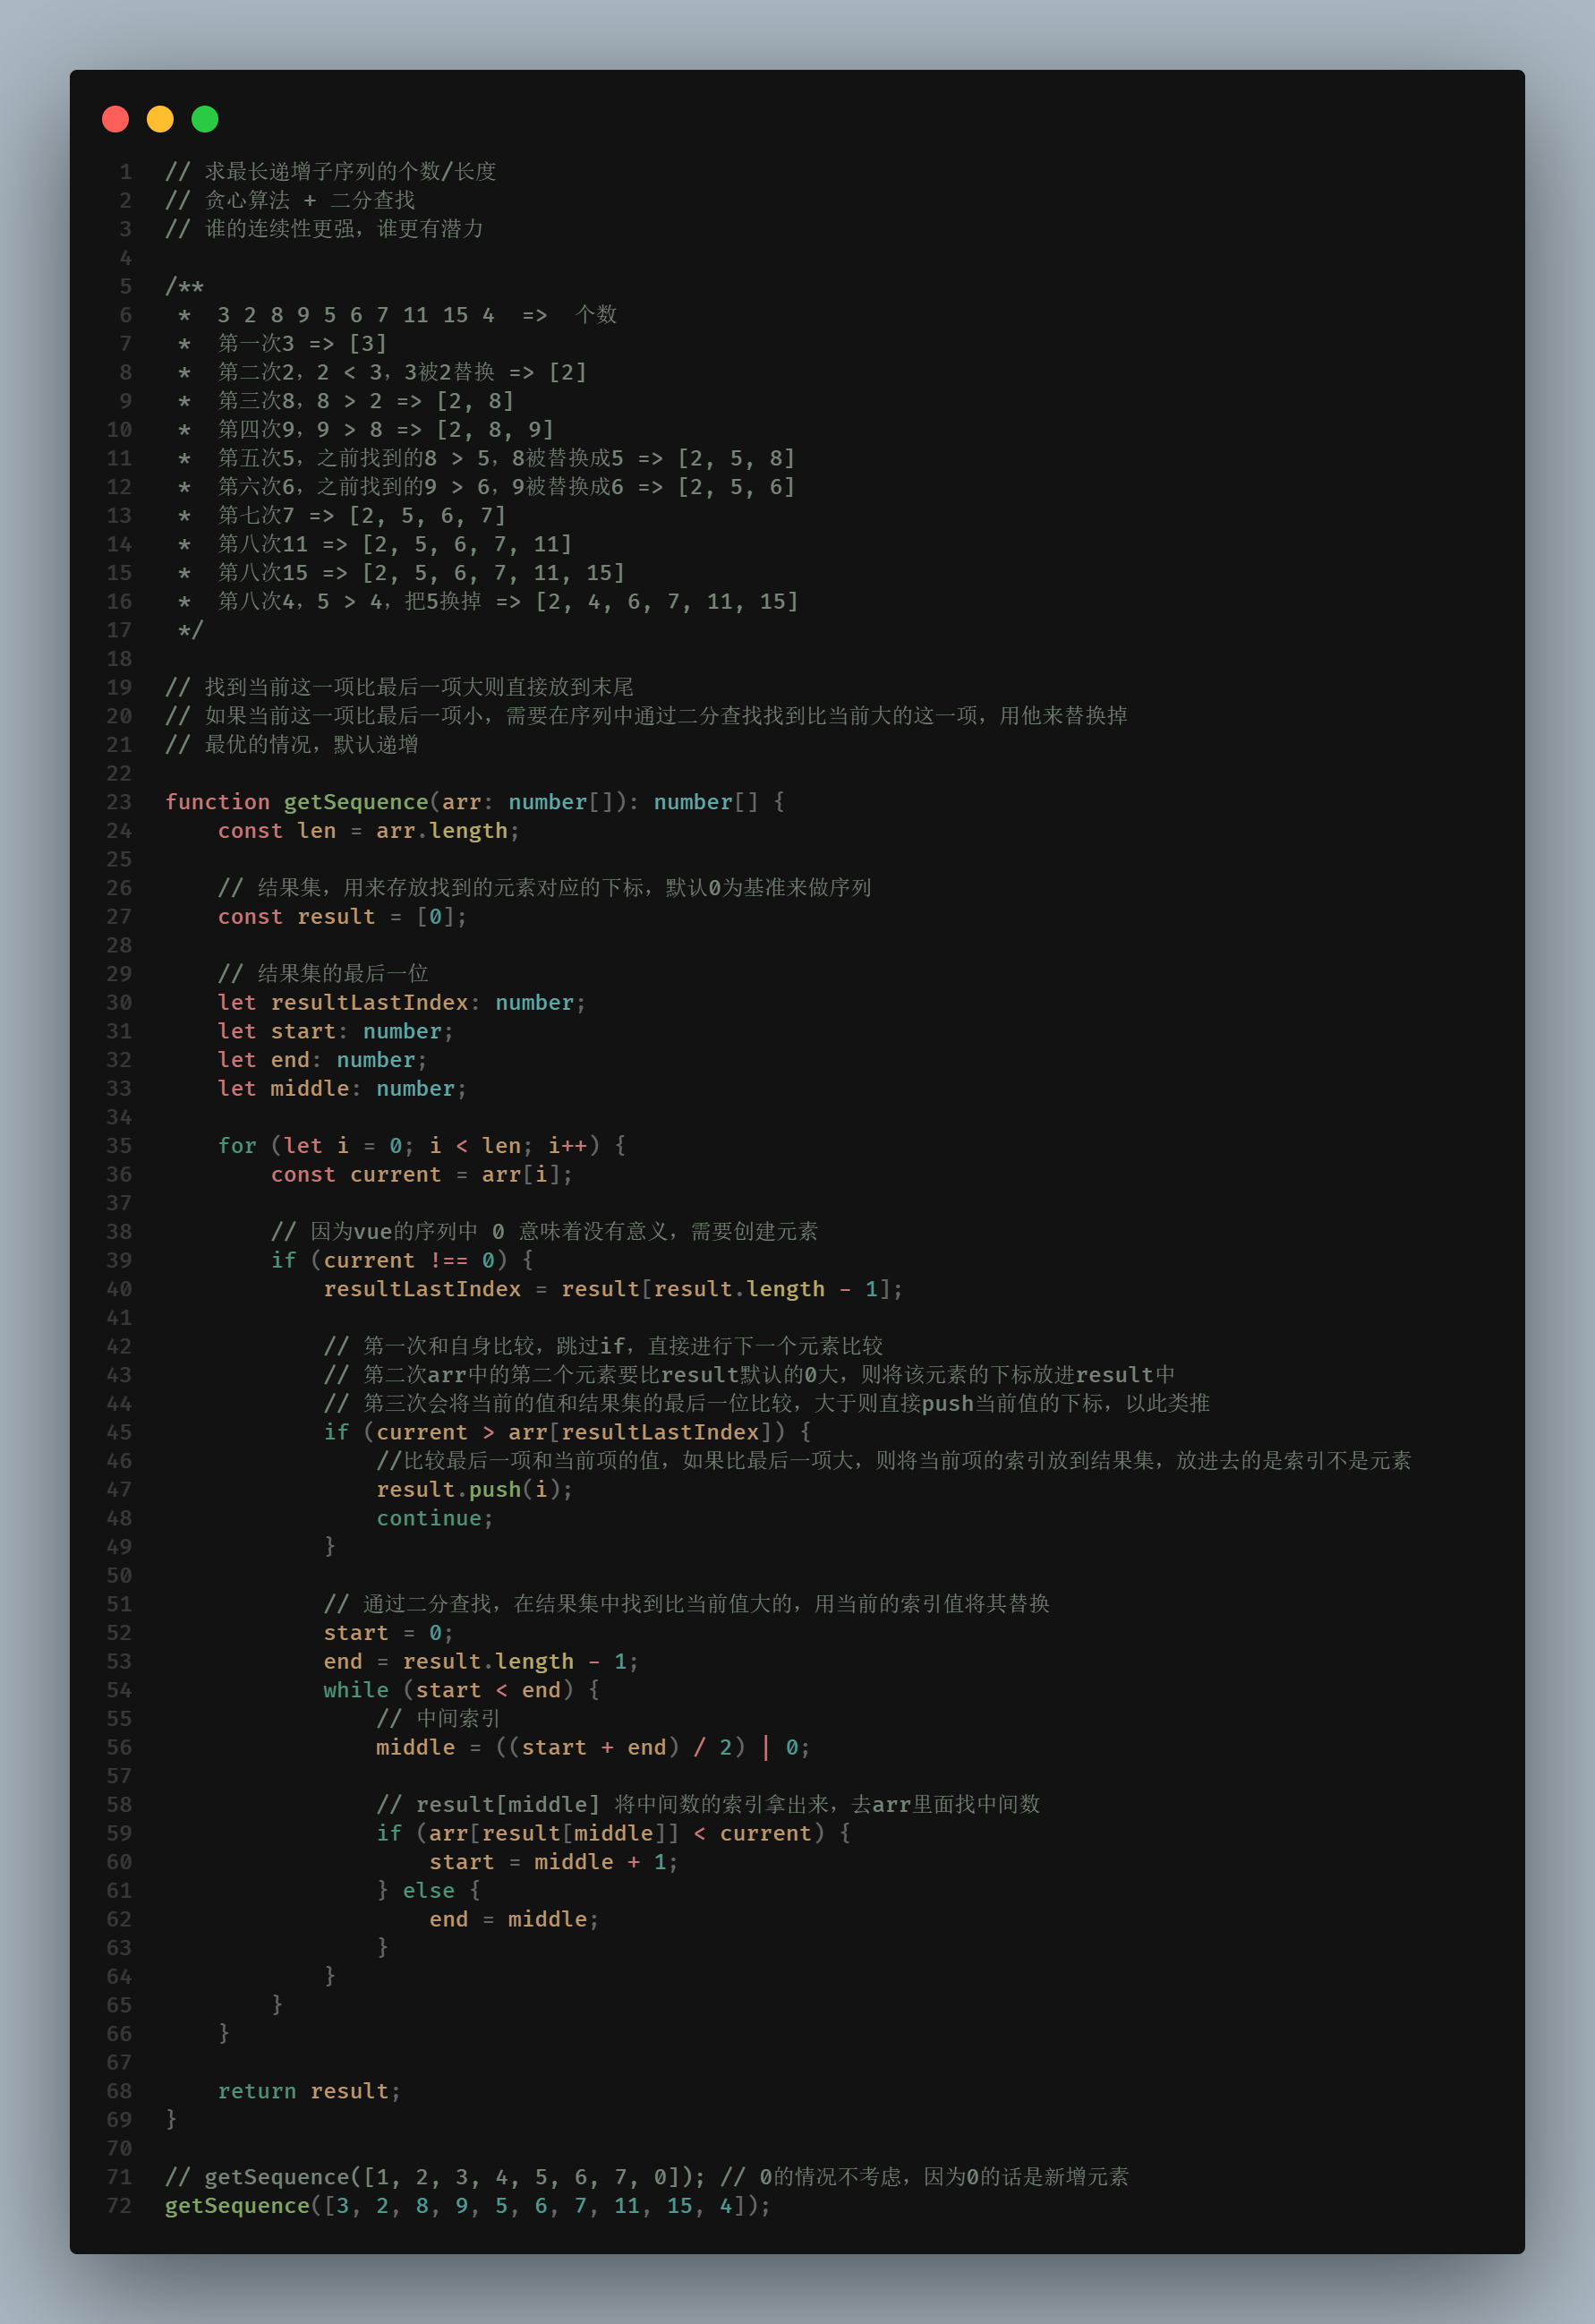 1 // 求最长递增子序列的个数/长度
2 // 贪心算法 + 二分查找
3 // 谁的连续性更强，谁更有潜力
4
5 /**
6  *  3 2 8 9 5 6 7 11 15 4  =>  个数
7  *  第一次3 => [3]
8  *  第二次2，2 < 3，3被2替换 => [2]
9  *  第三次8，8 > 2 => [2, 8]
10  *  第四次9，9 > 8 => [2, 8, 9]
11  *  第五次5，之前找到的8 > 5，8被替换成5 => [2, 5, 8]
12  *  第六次6，之前找到的9 > 6，9被替换成6 => [2, 5, 6]
13  *  第七次7 => [2, 5, 6, 7]
14  *  第八次11 => [2, 5, 6, 7, 11]
15  *  第八次15 => [2, 5, 6, 7, 11, 15]
16  *  第八次4，5 > 4，把5换掉 => [2, 4, 6, 7, 11, 15]
17  */
18
19 // 找到当前这一项比最后一项大则直接放到末尾
20 // 如果当前这一项比最后一项小，需要在序列中通过二分查找找到比当前大的这一项，用他来替换掉
21 // 最优的情况，默认递增
22
23 function getSequence(arr: number[]): number[] {
24     const len = arr.length;
25
26     // 结果集，用来存放找到的元素对应的下标，默认0为基准来做序列
27     const result = [0];
28
29     // 结果集的最后一位
30     let resultLastIndex: number;
31     let start: number;
32     let end: number;
33     let middle: number;
34
35     for (let i = 0; i < len; i++) {
36         const current = arr[i];
37
38         // 因为vue的序列中 0 意味着没有意义，需要创建元素
39         if (current !== 0) {
40             resultLastIndex = result[result.length - 1];
41
42             // 第一次和自身比较，跳过if，直接进行下一个元素比较
43             // 第二次arr中的第二个元素要比result默认的0大，则将该元素的下标放进result中
44             // 第三次会将当前的值和结果集的最后一位比较，大于则直接push当前值的下标，以此类推
45             if (current > arr[resultLastIndex]) {
46                 //比较最后一项和当前项的值，如果比最后一项大，则将当前项的索引放到结果集，放进去的是索引不是元素
47                 result.push(i);
48                 continue;
49             }
50
51             // 通过二分查找，在结果集中找到比当前值大的，用当前的索引值将其替换
52             start = 0;
53             end = result.length - 1;
54             while (start < end) {
55                 // 中间索引
56                 middle = ((start + end) / 2) | 0;
57
58                 // result[middle] 将中间数的索引拿出来，去arr里面找中间数
59                 if (arr[result[middle]] < current) {
60                     start = middle + 1;
61                 } else {
62                     end = middle;
63                 }
64             }
65         }
66     }
67
68     return result;
69 }
70
71 // getSequence([1, 2, 3, 4, 5, 6, 7, 0]); // 0的情况不考虑，因为0的话是新增元素
72 getSequence([3, 2, 8, 9, 5, 6, 7, 11, 15, 4]);